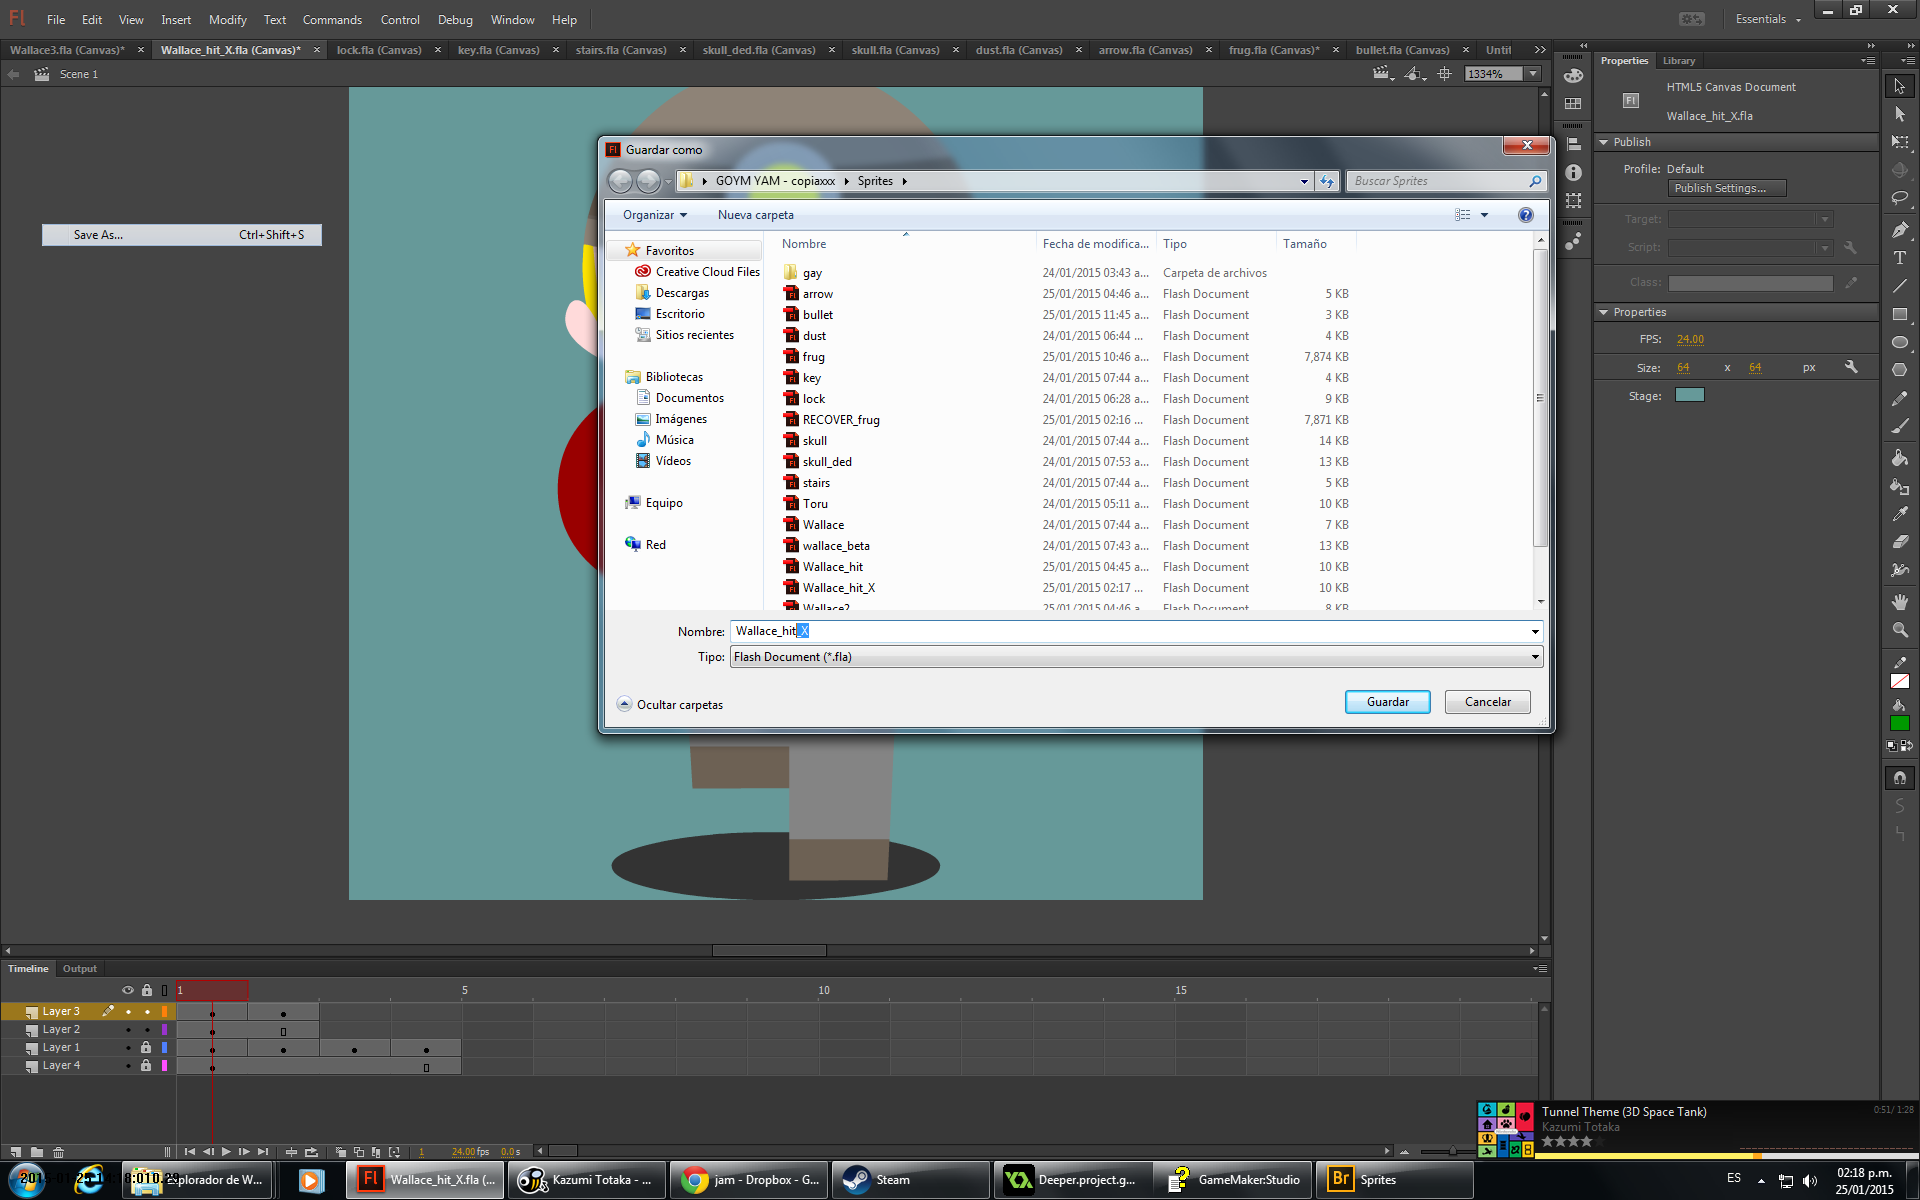 Fl File Edit View Insert Modify Text Commands Control Debug Window Help Essentials
Wallace3.fla (Canvas)* Wallace_hit_X.fla (Canvas)* lock.fla (Canvas) key.fla (Canvas) stairs.fla (Canvas) skull_ded.fla (Canvas) skull.fla (Canvas) dust.fla (Canvas) arrow.fla (Canvas) frug.fla (Canvas)* bullet.fla (Canvas) Unti
Scene 1 1334%
Save As... Ctrl+Shift+S
Guardar como
GOYM YAM - copiaxxx Sprites Buscar Sprites
Organizar Nueva carpeta
Favoritos
Creative Cloud Files
Descargas
Escritorio
Sitios recientes
Bibliotecas
Documentos
Imágenes
Música
Vídeos
Equipo
Red
Nombre Fecha de modifica... Tipo Tamaño
gay 24/01/2015 03:43 a... Carpeta de archivos
arrow 25/01/2015 04:46 a... Flash Document 5 KB
bullet 25/01/2015 11:45 a... Flash Document 3 KB
dust 24/01/2015 06:44 ... Flash Document 4 KB
frug 25/01/2015 10:46 a... Flash Document 7,874 KB
key 24/01/2015 07:44 a... Flash Document 4 KB
lock 24/01/2015 06:28 a... Flash Document 9 KB
RECOVER_frug 25/01/2015 02:16 ... Flash Document 7,871 KB
skull 24/01/2015 07:44 a... Flash Document 14 KB
skull_ded 24/01/2015 07:53 a... Flash Document 13 KB
stairs 24/01/2015 07:44 a... Flash Document 5 KB
Toru 24/01/2015 05:11 a... Flash Document 10 KB
Wallace 24/01/2015 07:44 a... Flash Document 7 KB
wallace_beta 24/01/2015 07:43 a... Flash Document 13 KB
Wallace_hit 25/01/2015 04:45 a... Flash Document 10 KB
Wallace_hit_X 25/01/2015 02:17 ... Flash Document 10 KB
Wallace2 25/01/2015 04:46 a... Flash Document 8 KB
Nombre: Wallace_hit_X
Tipo: Flash Document (*.fla)
Ocultar carpetas Guardar Cancelar
Properties Library
Fl HTML5 Canvas Document
Wallace_hit_X.fla
Publish
Profile: Default
Publish Settings...
Target:
Script:
Class:
Properties
FPS: 24.00
Size: 64 x 64 px
Stage:
Timeline Output
1 5 10 15
Layer 3
Layer 2
Layer 1
Layer 4
1 24.00 fps 0.0 s
Tunnel Theme (3D Space Tank) 0:51/ 1:28
Kazumi Totaka
xplorador de W... Wallace_hit_X.fla (... Kazumi Totaka - ... jam - Dropbox - G... Steam Deeper.project.g... GameMaker:Studio Br Sprites ES 02:18 p.m.
25/01/2015